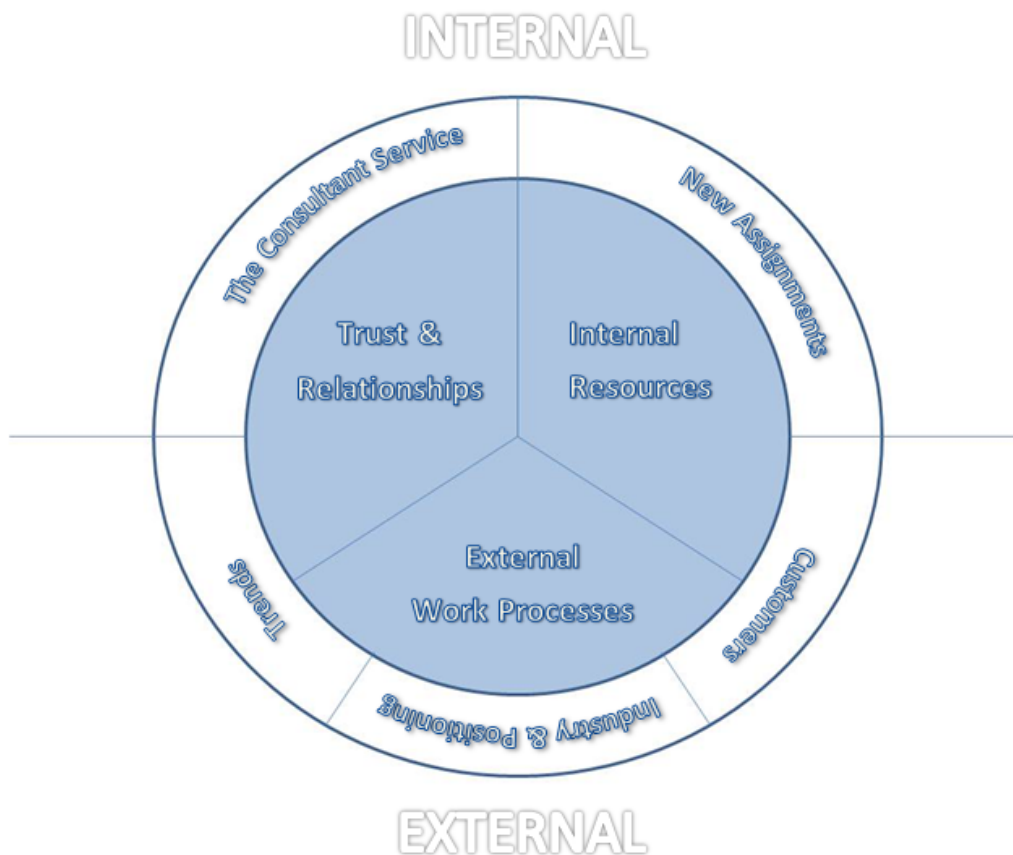 INTERNAL
The Consultant Service
New Assignments
Trust &
Relationships
Internal
Resources
External
Work Processes
Trends
Industry & Positioning
Customers
EXTERNAL